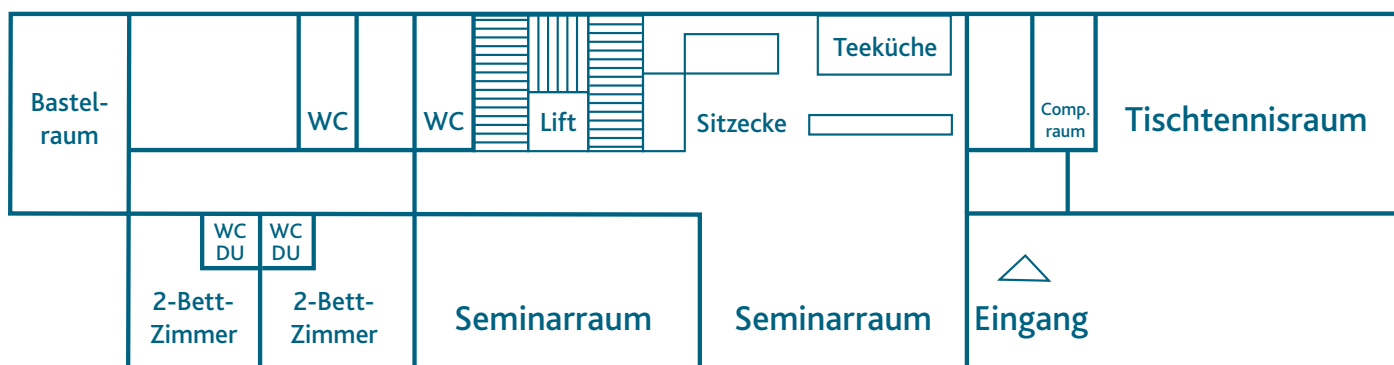 Teeküche
Bastel-
raum
WC
WC
Lift
Sitzecke
Comp.
raum
Tischtennisraum
WC
DU
WC
DU
2-Bett-
Zimmer
2-Bett-
Zimmer
Seminarraum
Seminarraum
Eingang